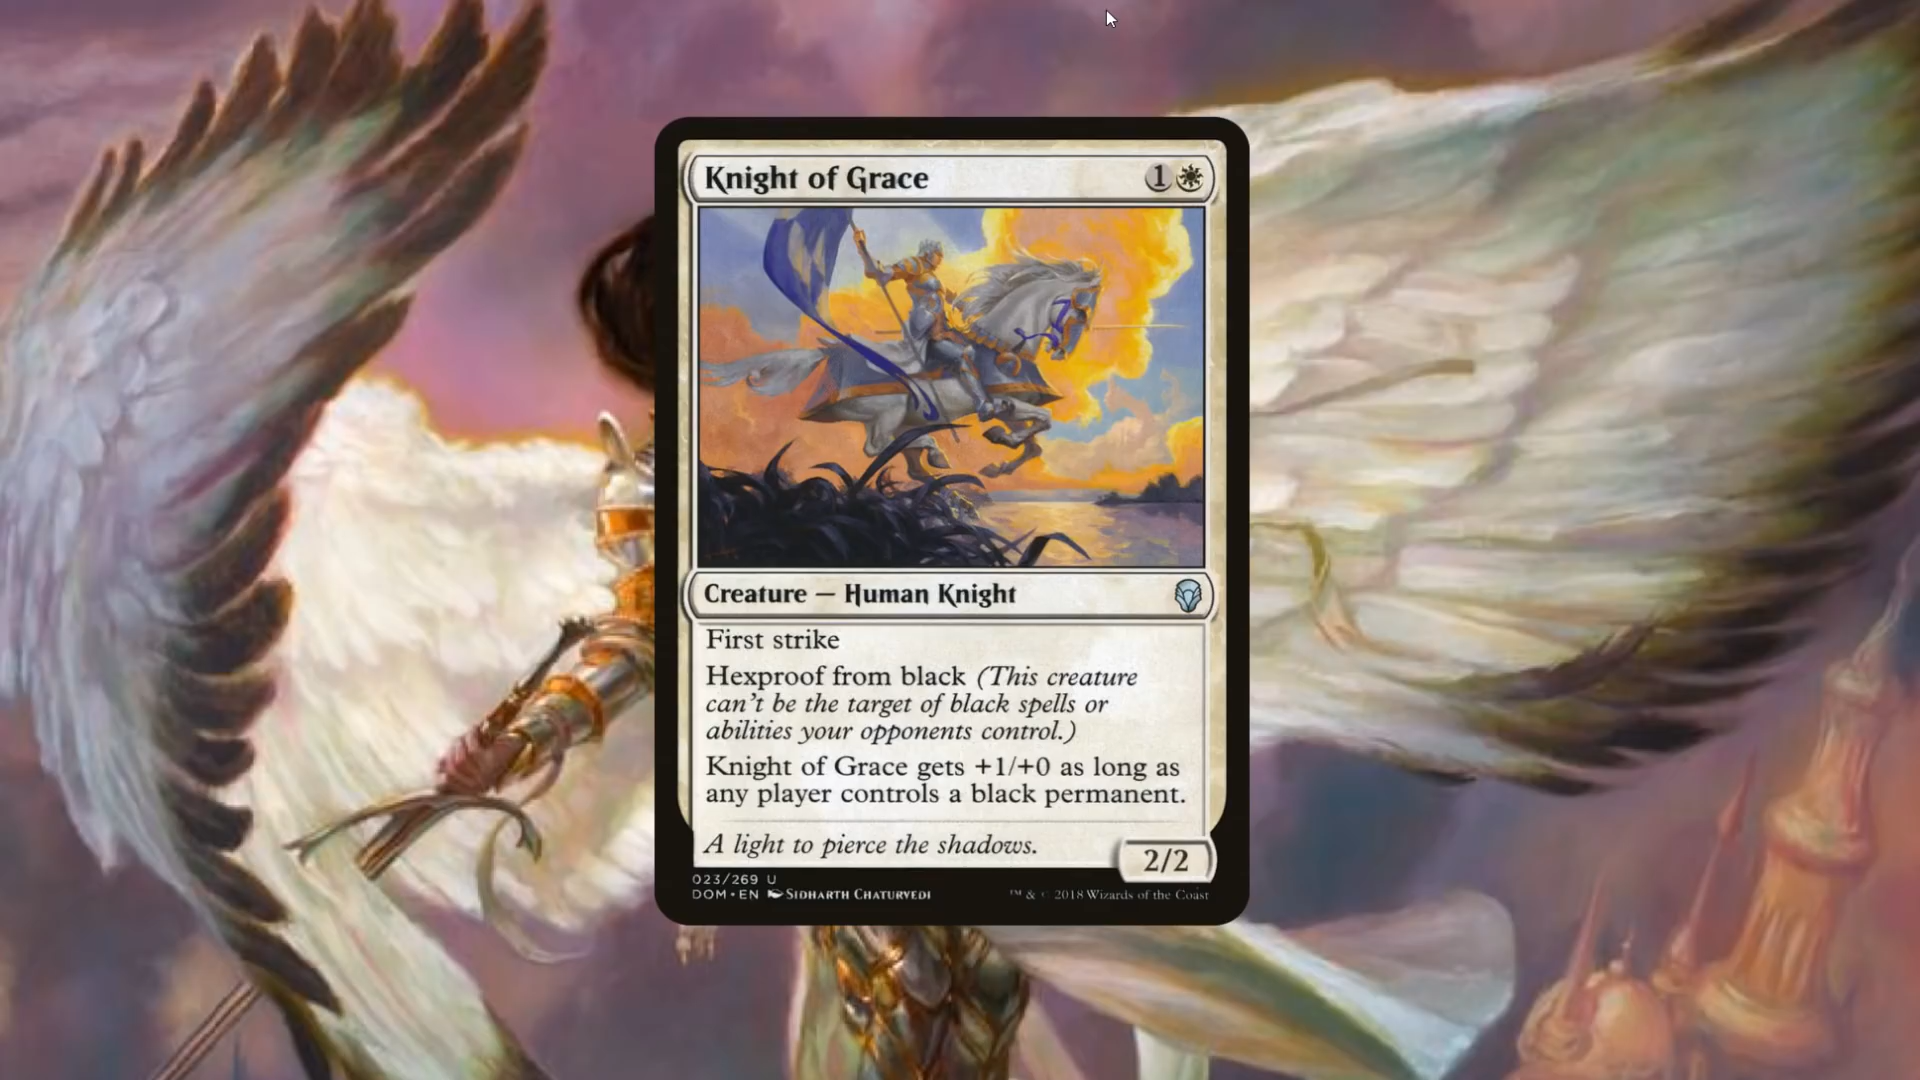 Knight of Grace 1
Creature — Human Knight
First strike
Hexproof from black (This creature
can't be the target of black spells or
abilities your opponents control.)
Knight of Grace gets +1/+0 as long as
any player controls a black permanent.
A light to pierce the shadows.
2/2
023/269 U
DOM • EN Sidharth Chaturvedi
™ & © 2018 Wizards of the Coast